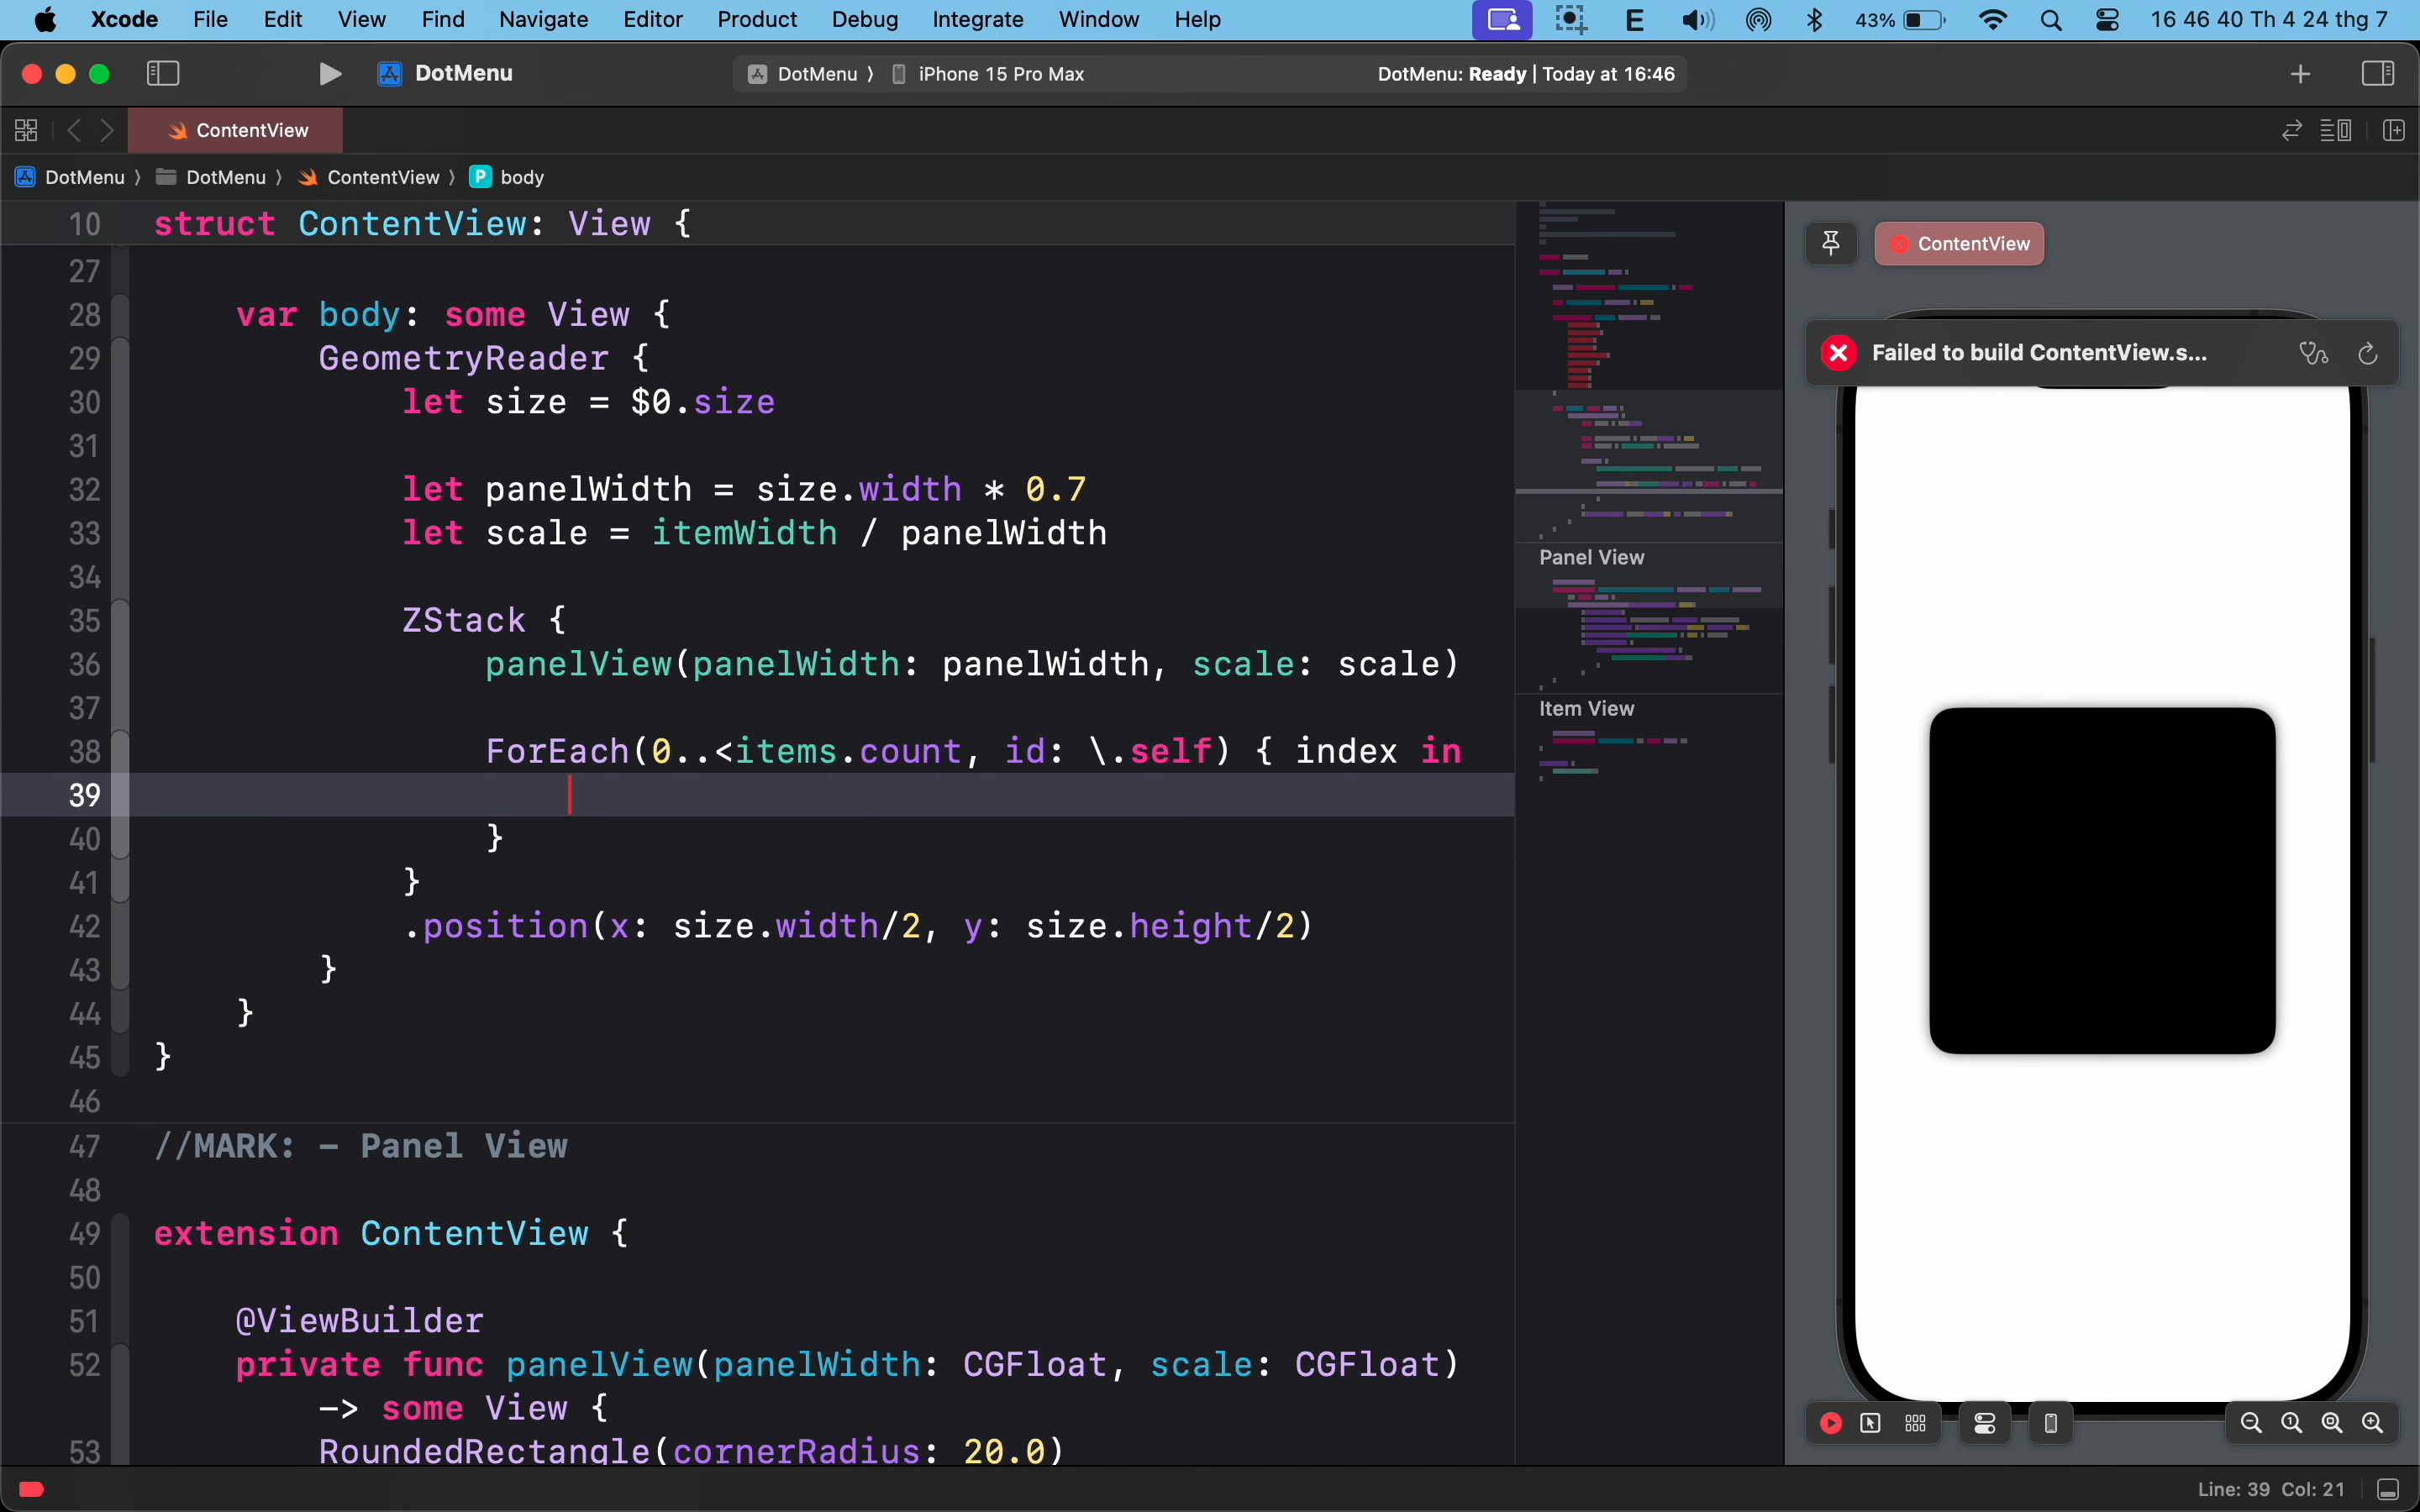 Xcode File Edit View Find Navigate Editor Product Debug Integrate Window Help E 43% 16 46 40 Th 4 24 thg 7
DotMenu DotMenu 〉 iPhone 15 Pro Max DotMenu: Ready | Today at 16:46
ContentView
DotMenu 〉 DotMenu 〉 ContentView 〉 P body
10 struct ContentView: View {
27
28 var body: some View {
29 GeometryReader {
30 let size = $0.size
31
32 let panelWidth = size.width * 0.7
33 let scale = itemWidth / panelWidth
34
35 ZStack {
36 panelView(panelWidth: panelWidth, scale: scale)
37
38 ForEach(0..<items.count, id: \.self) { index in
39
40 }
41 }
42 .position(x: size.width/2, y: size.height/2)
43 }
44 }
45 }
46
47 //MARK: - Panel View
48
49 extension ContentView {
50
51 @ViewBuilder
52 private func panelView(panelWidth: CGFloat, scale: CGFloat)
-> some View {
53 RoundedRectangle(cornerRadius: 20.0)
Panel View
Item View
ContentView
Failed to build ContentView.s...
Line: 39 Col: 21